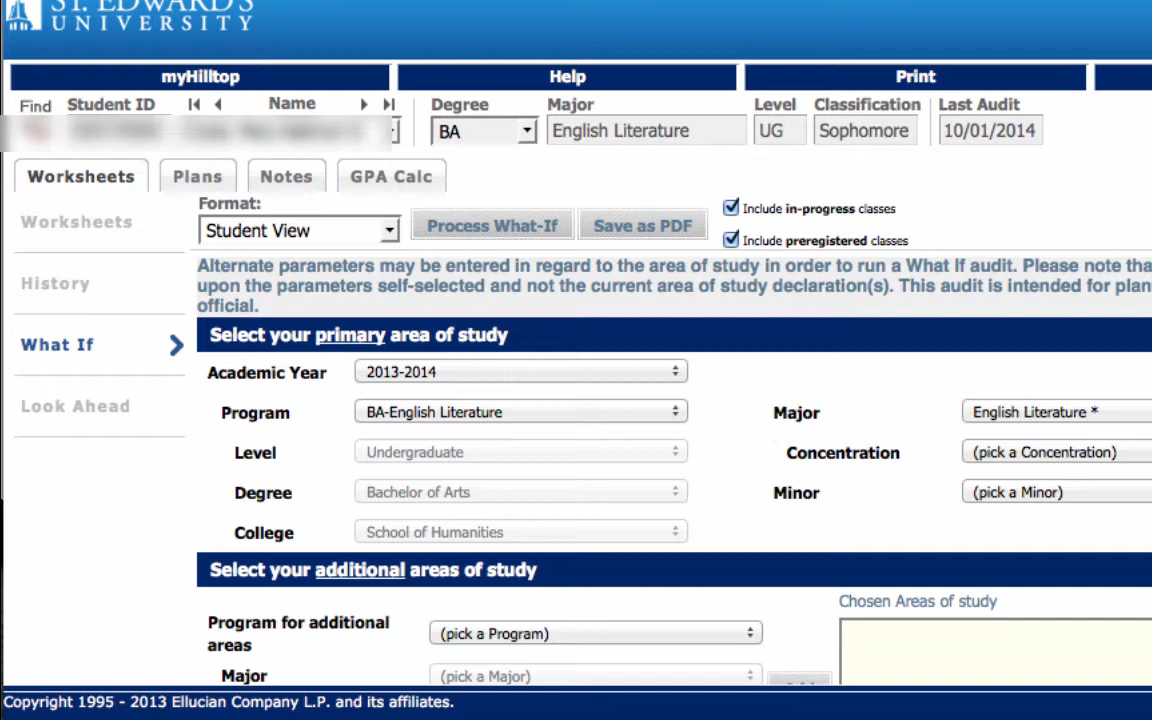 ST. EDWARD'S
UNIVERSITY
myHilltop Help Print
Find Student ID Name Degree Major Level Classification Last Audit
BA English Literature UG Sophomore 10/01/2014
Worksheets Plans Notes GPA Calc
Worksheets
History
What If
Look Ahead
Format:
Student View Process What-If Save as PDF
Include in-progress classes
Include preregistered classes
Alternate parameters may be entered in regard to the area of study in order to run a What If audit. Please note tha
upon the parameters self-selected and not the current area of study declaration(s). This audit is intended for plan
official.
Select your primary area of study
Academic Year 2013-2014
Program BA-English Literature Major English Literature *
Level Undergraduate Concentration (pick a Concentration)
Degree Bachelor of Arts Minor (pick a Minor)
College School of Humanities
Select your additional areas of study
Chosen Areas of study
Program for additional
areas
(pick a Program)
Major (pick a Major)
Copyright 1995 - 2013 Ellucian Company L.P. and its affiliates.